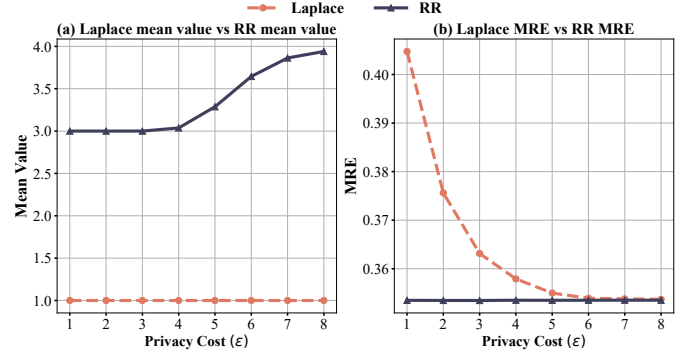 Laplace RR
(a) Laplace mean value vs RR mean value
(b) Laplace MRE vs RR MRE
4.0
3.5
3.0
2.5
2.0
1.5
1.0
Mean Value
1 2 3 4 5 6 7 8
Privacy Cost (ε)
0.40
0.39
0.38
0.37
0.36
MRE
1 2 3 4 5 6 7 8
Privacy Cost (ε)